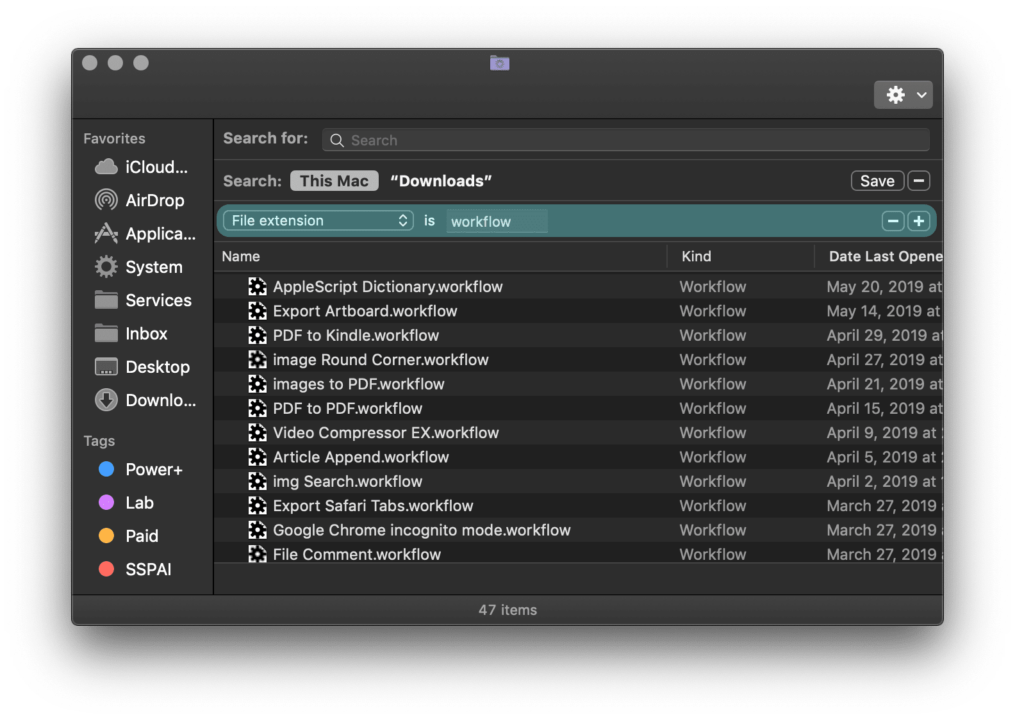 Search for: Search
Search: This Mac “Downloads” Save
File extension is workflow
Favorites
iCloud...
AirDrop
Applica...
System
Services
Inbox
Desktop
Downlo...
Tags
Power+
Lab
Paid
SSPAI
Name Kind Date Last Opene
AppleScript Dictionary.workflow Workflow May 20, 2019 at
Export Artboard.workflow Workflow May 14, 2019 at
PDF to Kindle.workflow Workflow April 29, 2019 at
image Round Corner.workflow Workflow April 27, 2019 at
images to PDF.workflow Workflow April 21, 2019 at
PDF to PDF.workflow Workflow April 15, 2019 at
Video Compressor EX.workflow Workflow April 9, 2019 at
Article Append.workflow Workflow April 5, 2019 at
img Search.workflow Workflow April 2, 2019 at
Export Safari Tabs.workflow Workflow March 27, 2019
Google Chrome incognito mode.workflow Workflow March 27, 2019
File Comment.workflow Workflow March 27, 2019
47 items